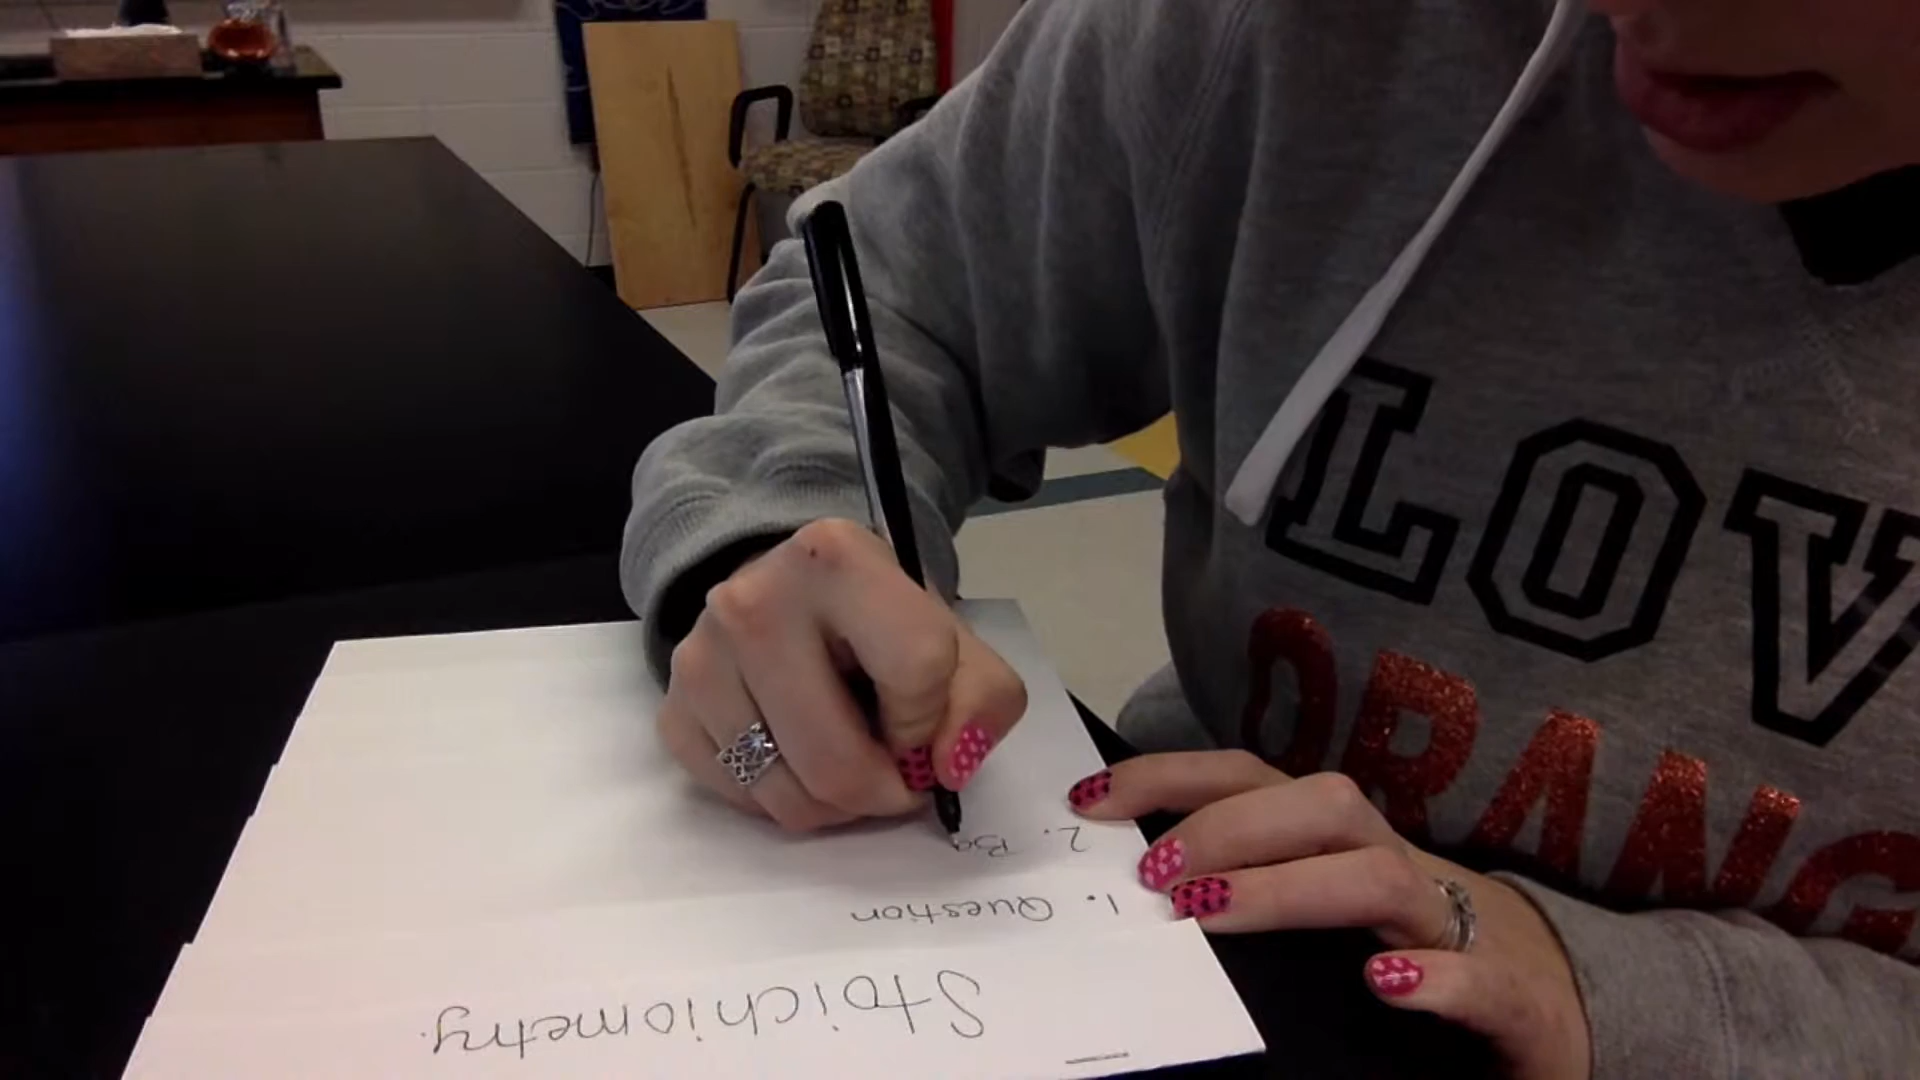 Stoichiometry
1. Question
2. Ba
LOV
ORANG